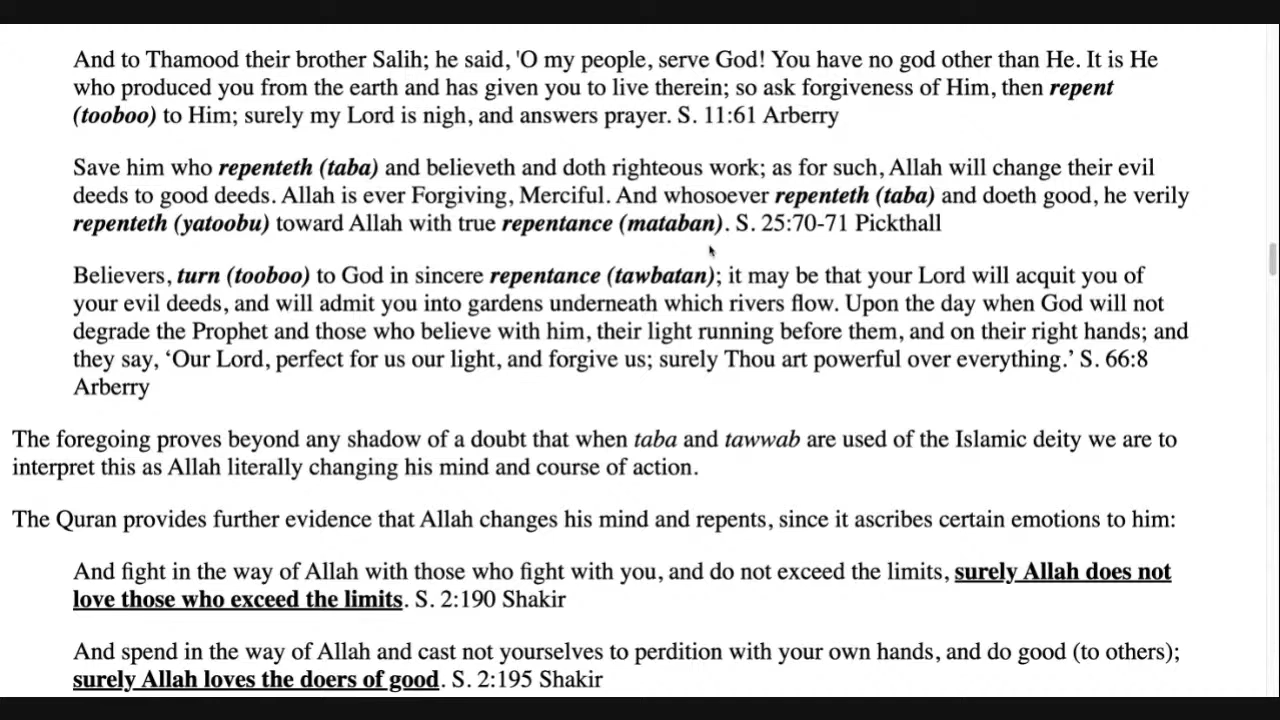 And to Thamood their brother Salih; he said, 'O my people, serve God! You have no god other than He. It is He
who produced you from the earth and has given you to live therein; so ask forgiveness of Him, then repent
(tooboo) to Him; surely my Lord is nigh, and answers prayer. S. 11:61 Arberry
Save him who repenteth (taba) and believeth and doth righteous work; as for such, Allah will change their evil
deeds to good deeds. Allah is ever Forgiving, Merciful. And whosoever repenteth (taba) and doeth good, he verily
repenteth (yatoobu) toward Allah with true repentance (mataban). S. 25:70-71 Pickthall
Believers, turn (tooboo) to God in sincere repentance (tawbatan); it may be that your Lord will acquit you of
your evil deeds, and will admit you into gardens underneath which rivers flow. Upon the day when God will not
degrade the Prophet and those who believe with him, their light running before them, and on their right hands; and
they say, ‘Our Lord, perfect for us our light, and forgive us; surely Thou art powerful over everything.’ S. 66:8
Arberry
The foregoing proves beyond any shadow of a doubt that when taba and tawwab are used of the Islamic deity we are to
interpret this as Allah literally changing his mind and course of action.
The Quran provides further evidence that Allah changes his mind and repents, since it ascribes certain emotions to him:
And fight in the way of Allah with those who fight with you, and do not exceed the limits, surely Allah does not
love those who exceed the limits. S. 2:190 Shakir
And spend in the way of Allah and cast not yourselves to perdition with your own hands, and do good (to others);
surely Allah loves the doers of good. S. 2:195 Shakir